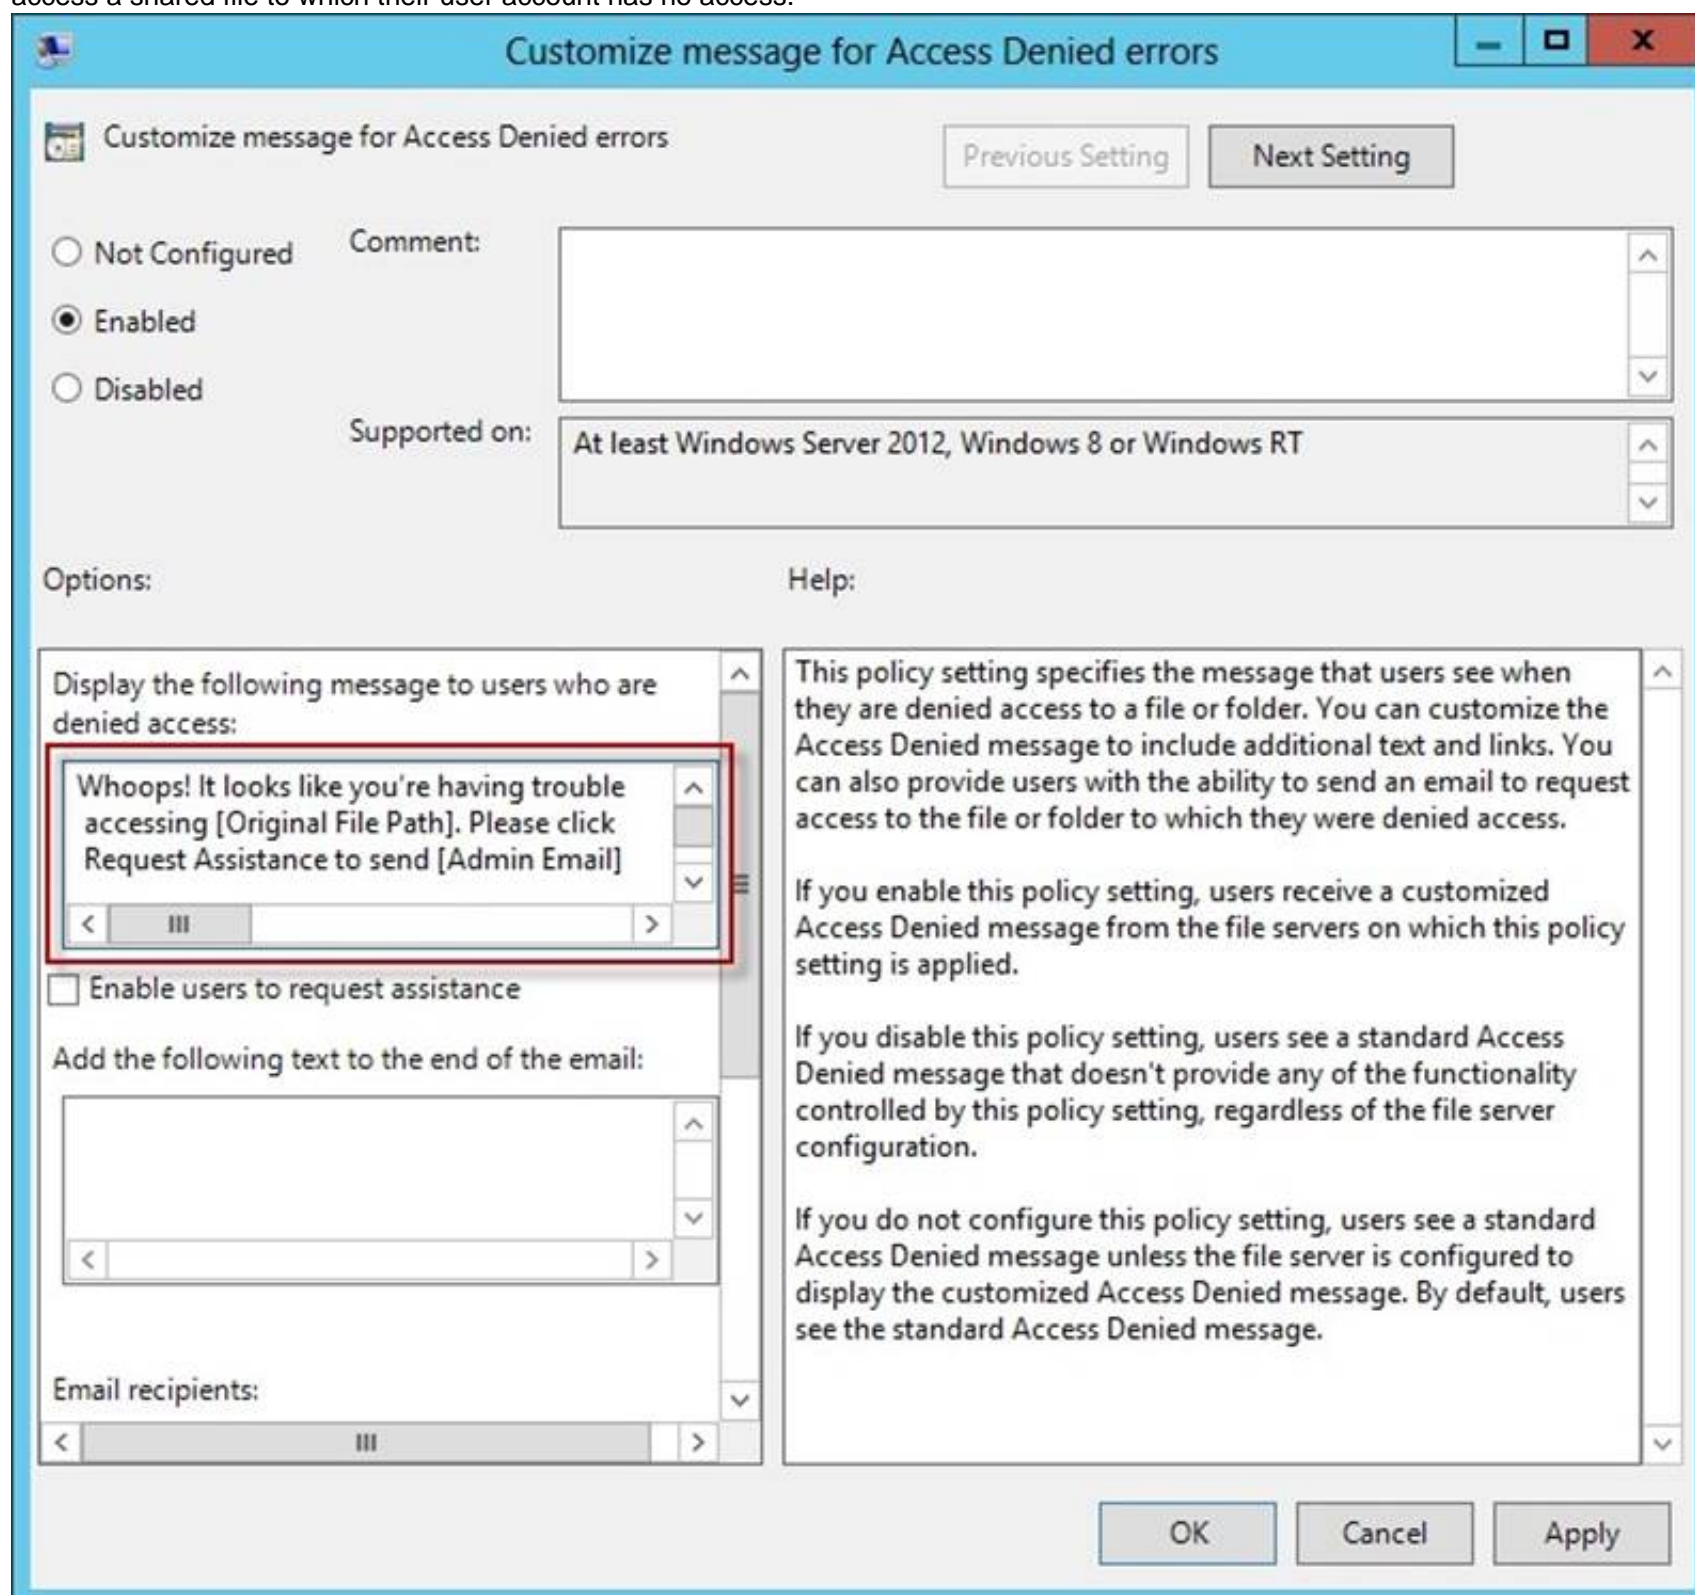 access a shared file to which their user account has no access.
Customize message for Access Denied errors
Customize message for Access Denied errors
Previous Setting
Next Setting
Not Configured
Comment:
Enabled
Disabled
Supported on:
At least Windows Server 2012, Windows 8 or Windows RT
Options:
Help:
Display the following message to users who are
denied access:
Whoops! It looks like you're having trouble
accessing [Original File Path]. Please click
Request Assistance to send [Admin Email]
Enable users to request assistance
Add the following text to the end of the email:
Email recipients:
This policy setting specifies the message that users see when
they are denied access to a file or folder. You can customize the
Access Denied message to include additional text and links. You
can also provide users with the ability to send an email to request
access to the file or folder to which they were denied access.
If you enable this policy setting, users receive a customized
Access Denied message from the file servers on which this policy
setting is applied.
If you disable this policy setting, users see a standard Access
Denied message that doesn't provide any of the functionality
controlled by this policy setting, regardless of the file server
configuration.
If you do not configure this policy setting, users see a standard
Access Denied message unless the file server is configured to
display the customized Access Denied message. By default, users
see the standard Access Denied message.
OK
Cancel
Apply